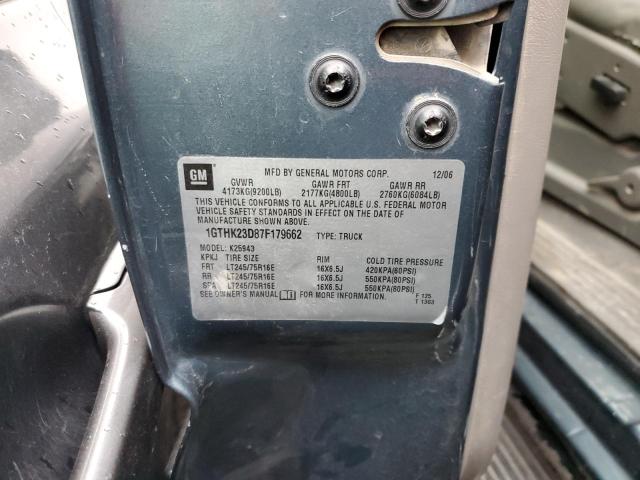 GM
MFD BY GENERAL MOTORS CORP. 12/06
GVWR GAWR FRT GAWR RR
4173KG(9200LB) 2177KG(4800LB) 2760KG(6084LB)
THIS VEHICLE CONFORMS TO ALL APPLICABLE U.S. FEDERAL MOTOR
VEHICLE SAFETY STANDARDS IN EFFECT ON THE DATE OF
MANUFACTURE SHOWN ABOVE.
1GTHK23D87F179662 TYPE: TRUCK
MODEL: K25943
KPKJ TIRE SIZE RIM COLD TIRE PRESSURE
FRT LT245/75R16E 16X6.5J 420KPA(60PSI)
RR LT245/75R16E 16X6.5J 550KPA(80PSI)
SPA LT245/75R16E 16X6.5J 550KPA(80PSI)
SEE OWNER'S MANUAL FOR MORE INFORMATION. F 125
T 1363